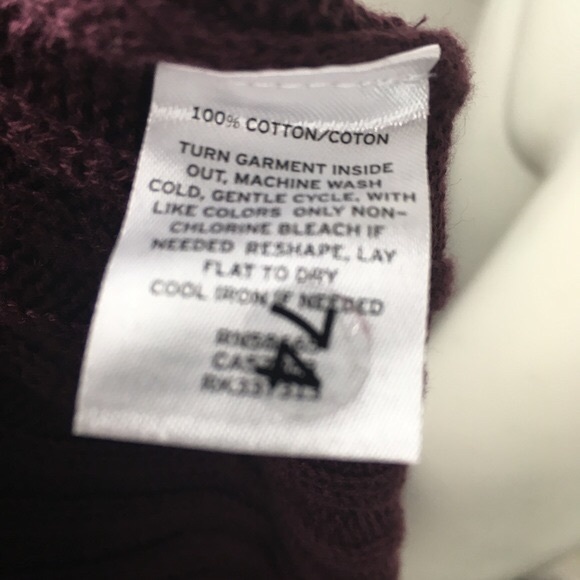 100% COTTON/COTON
TURN GARMENT INSIDE
OUT, MACHINE WASH
COLD, GENTLE CYCLE, WITH
LIKE COLORS ONLY NON-
CHLORINE BLEACH IF
NEEDED RESHAPE, LAY
FLAT TO DRY
COOL IRON IF NEEDED
74